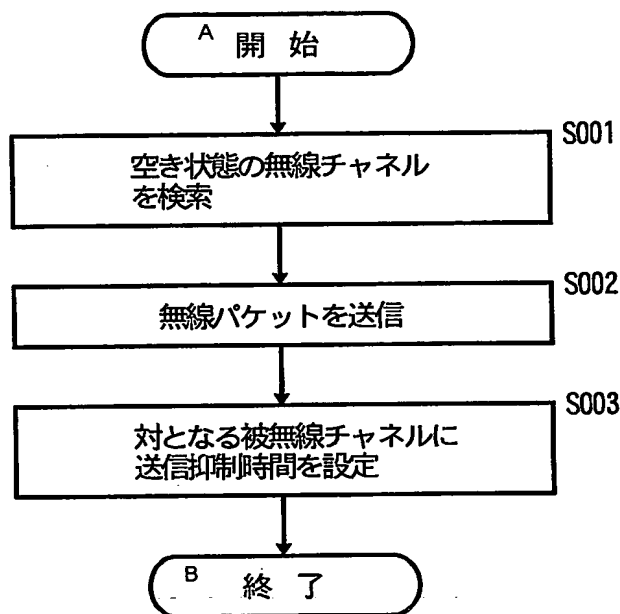 A 開始
S001
空き状態の無線チャネル
を検索
S002
無線パケットを送信
S003
対となる被無線チャネルに
送信抑制時間を設定
B 終了